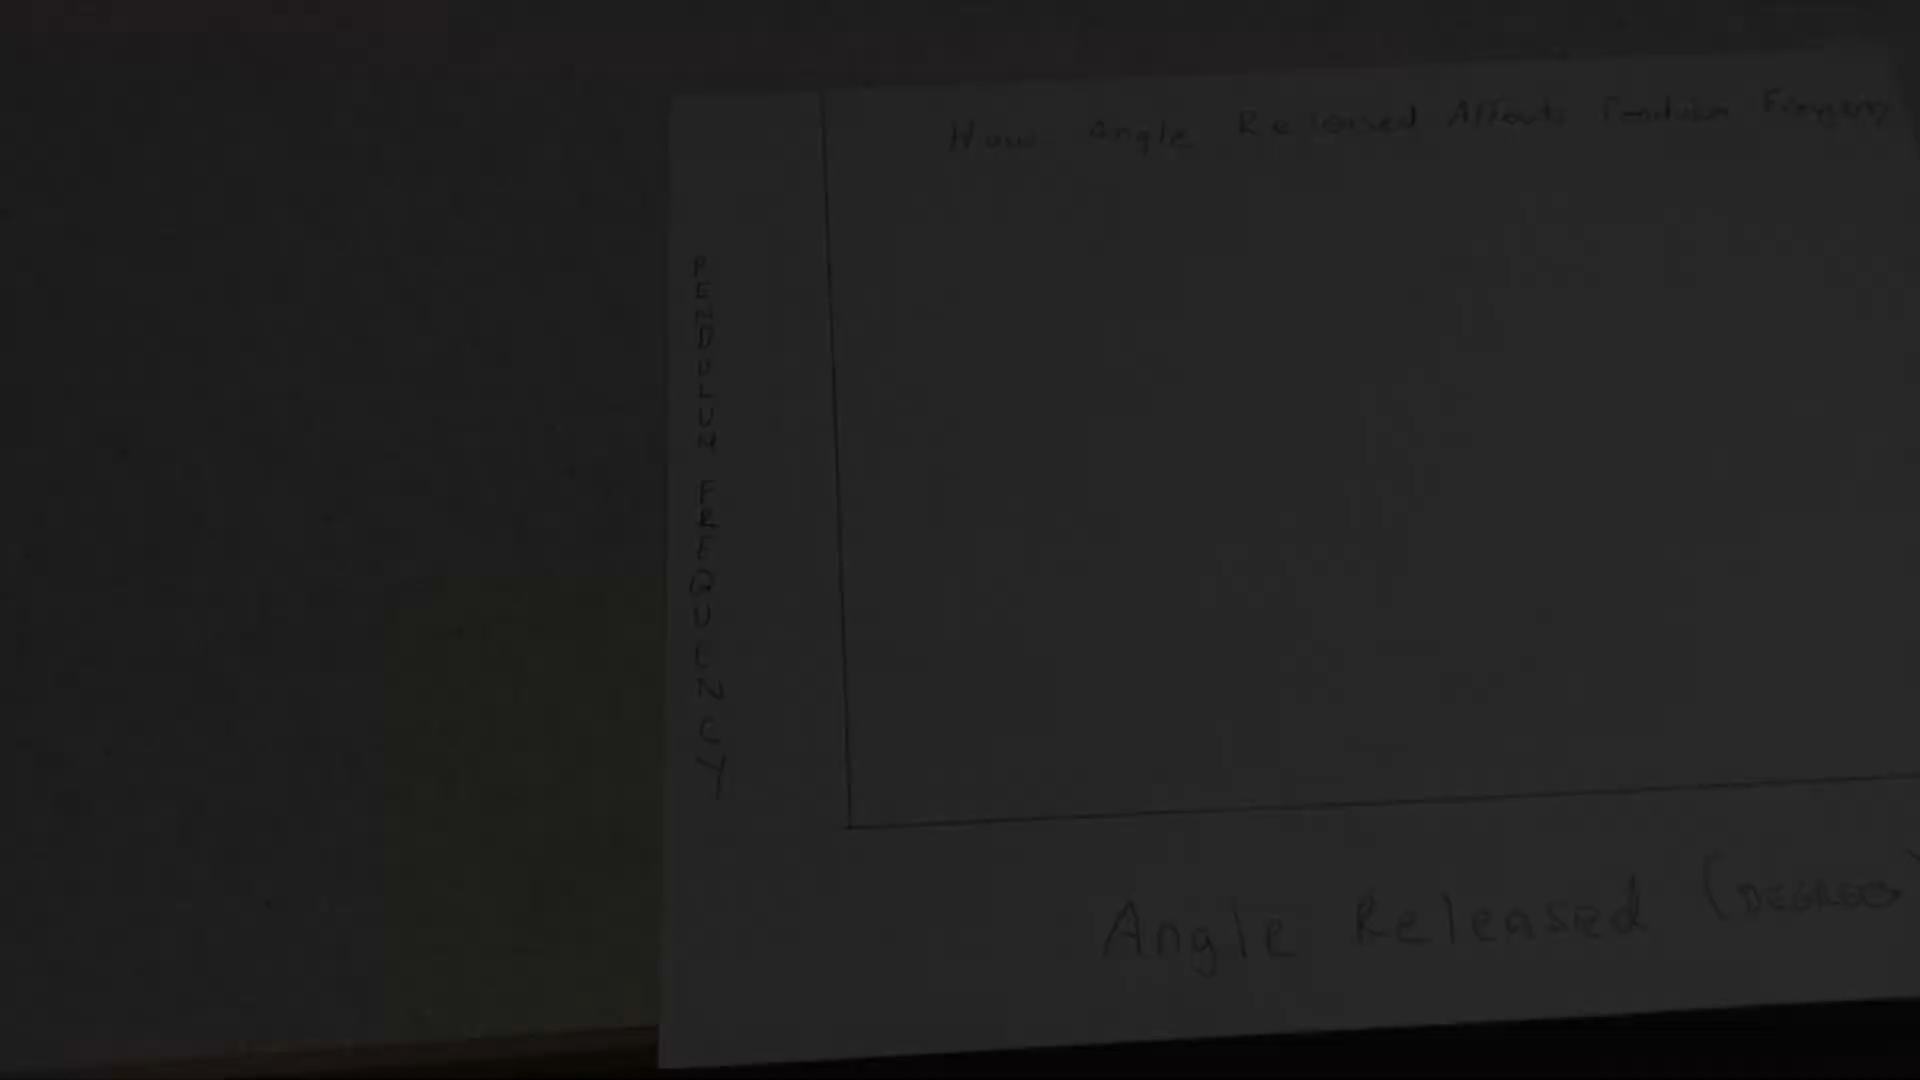 How Angle Released Affects Pendulum Frequency
PENDULUM FREQUENCY
Angle Released (DEGREES)